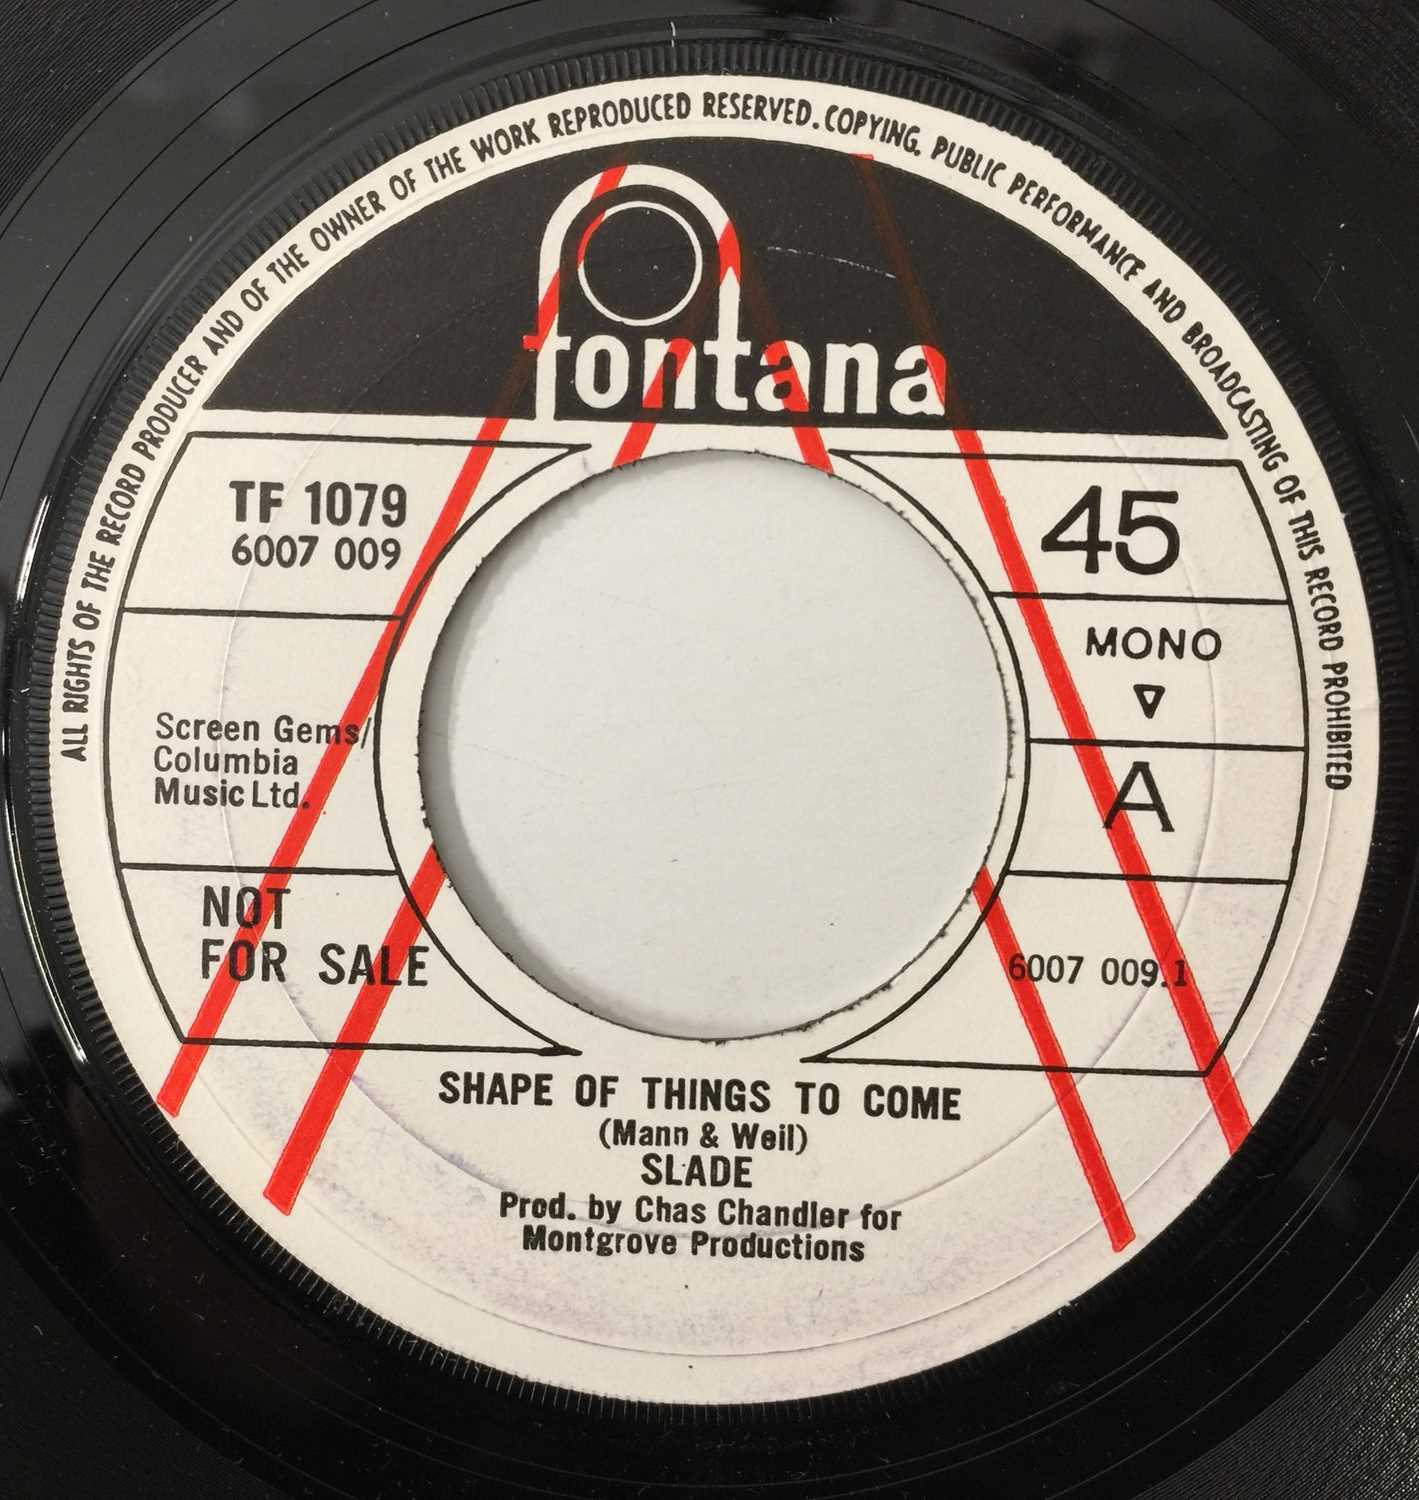 ALL RIGHTS OF THE RECORD PRODUCER AND OF THE OWNER OF THE WORK REPRODUCED RESERVED. COPYING, PUBLIC PERFORMANCE AND BROADCASTING OF THIS RECORD PROHIBITED
fontana
TF 1079
6007 009
45
MONO
A
Screen Gems/
Columbia
Music Ltd.
NOT
FOR SALE
6007 009.1
SHAPE OF THINGS TO COME
(Mann & Weil)
SLADE
Prod. by Chas Chandler for
Montgrove Productions